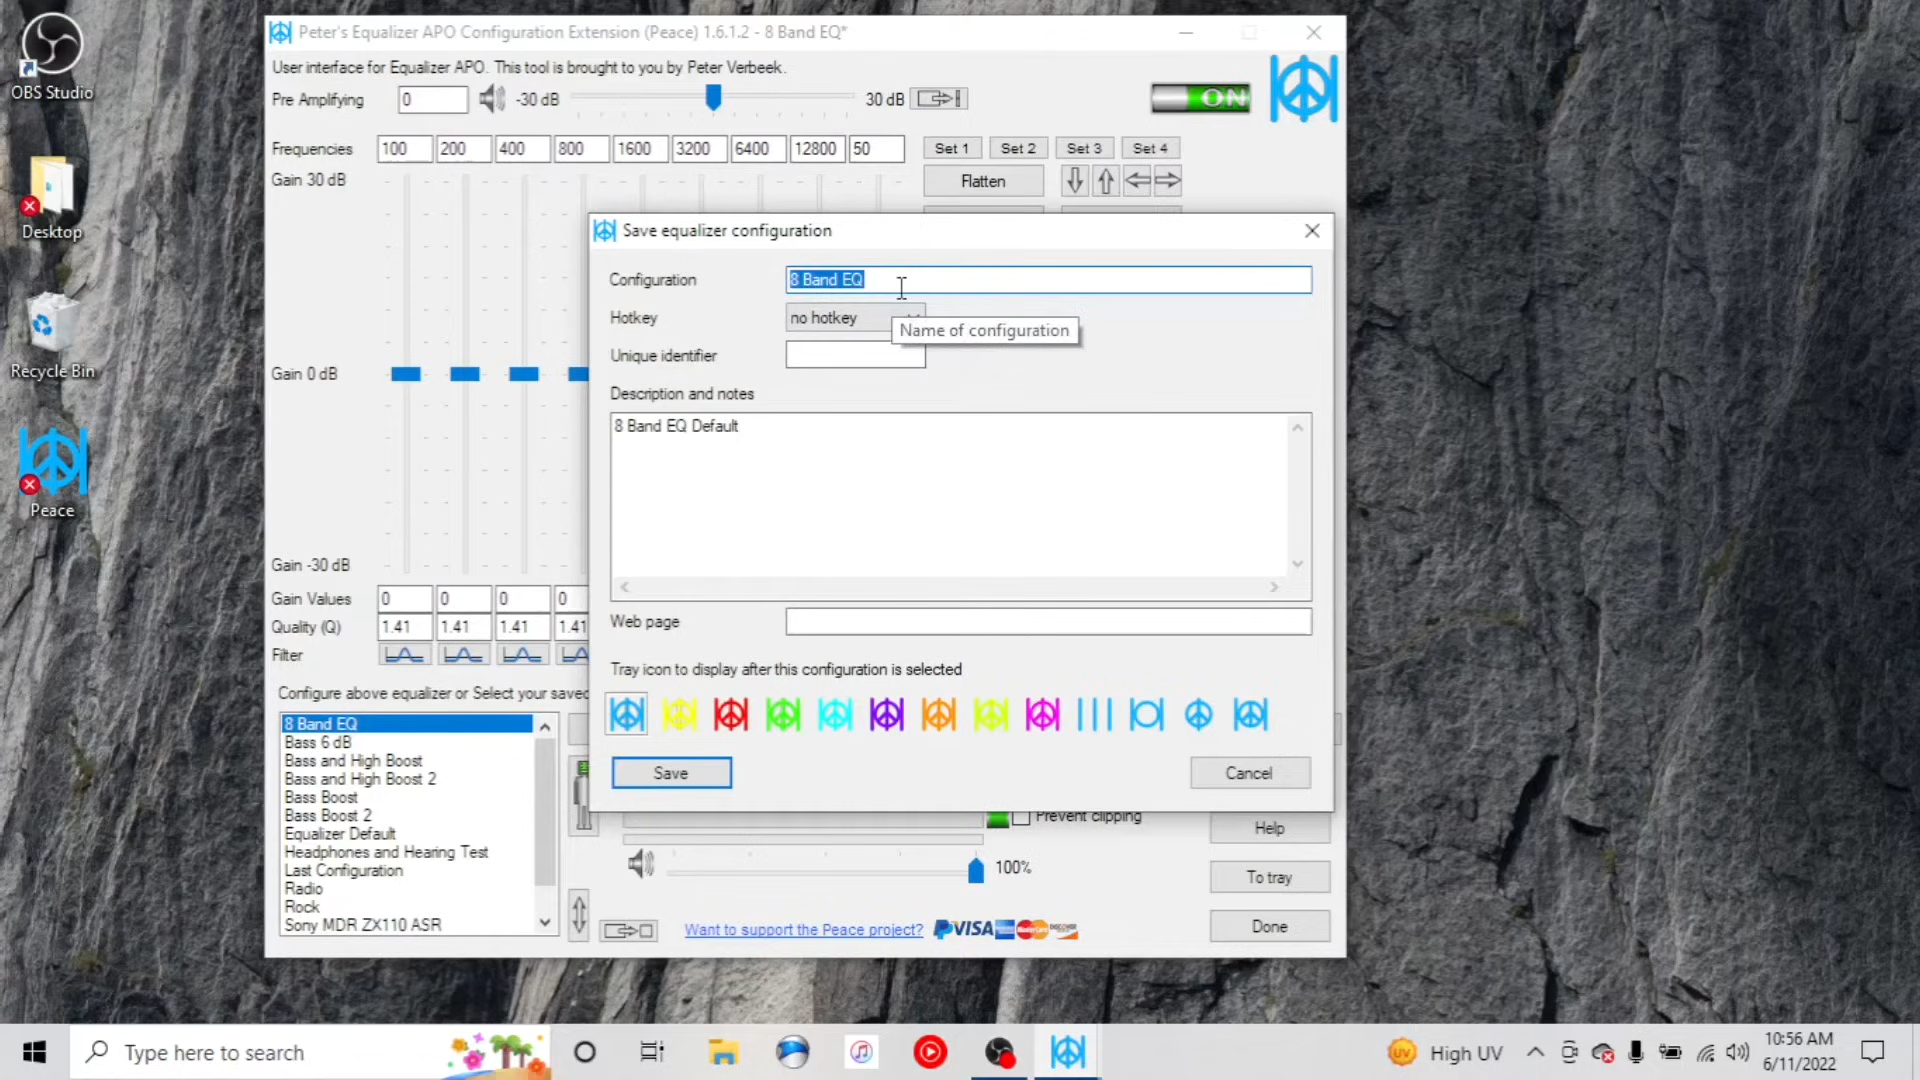 OBS Studio
Desktop
Recycle Bin
Peace
Peter's Equalizer APO Configuration Extension (Peace) 1.6.1.2 - 8 Band EQ*
User interface for Equalizer APO. This tool is brought to you by Peter Verbeek.
Pre Amplifying 0 -30 dB 30 dB ON
Frequencies 100 200 400 800 1600 3200 6400 12800 50 Set 1 Set 2 Set 3 Set 4
Gain 30 dB Flatten
Save equalizer configuration
Configuration 8 Band EQ
Hotkey no hotkey
Name of configuration
Unique identifier
Gain 0 dB
Description and notes
8 Band EQ Default
Gain -30 dB
Gain Values 0 0 0 0
Quality (Q) 1.41 1.41 1.41 1.41
Filter
Web page
Tray icon to display after this configuration is selected
Save Cancel
Configure above equalizer or Select your saved
8 Band EQ
Bass 6 dB
Bass and High Boost
Bass and High Boost 2
Bass Boost
Bass Boost 2
Equalizer Default
Headphones and Hearing Test
Last Configuration
Radio
Rock
Sony MDR ZX110 ASR
Prevent clipping
100%
Help
To tray
Done
Want to support the Peace project? PayPal VISA
Type here to search
UV High UV
10:56 AM
6/11/2022